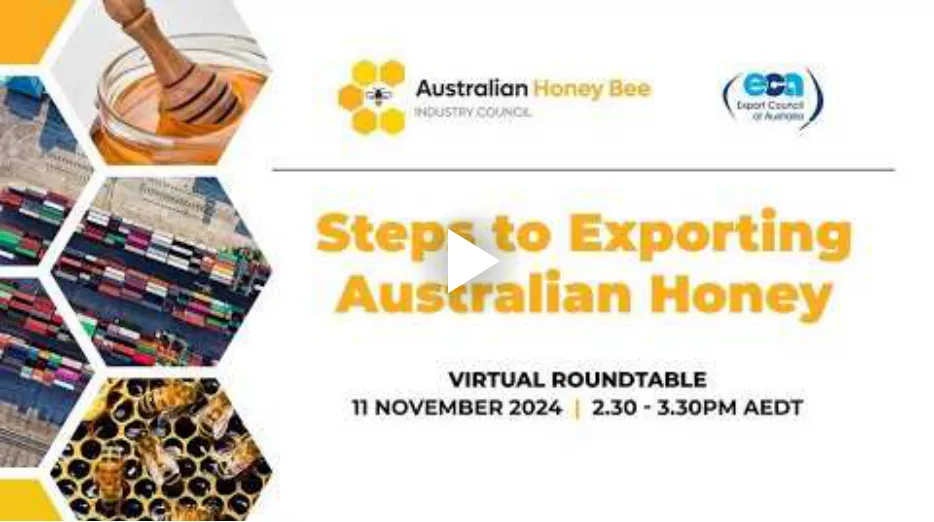 Australian Honey Bee
INDUSTRY COUNCIL
eca
Export Council
of Australia
Steps to Exporting
Australian Honey
VIRTUAL ROUNDTABLE
11 NOVEMBER 2024 | 2.30 - 3.30PM AEDT